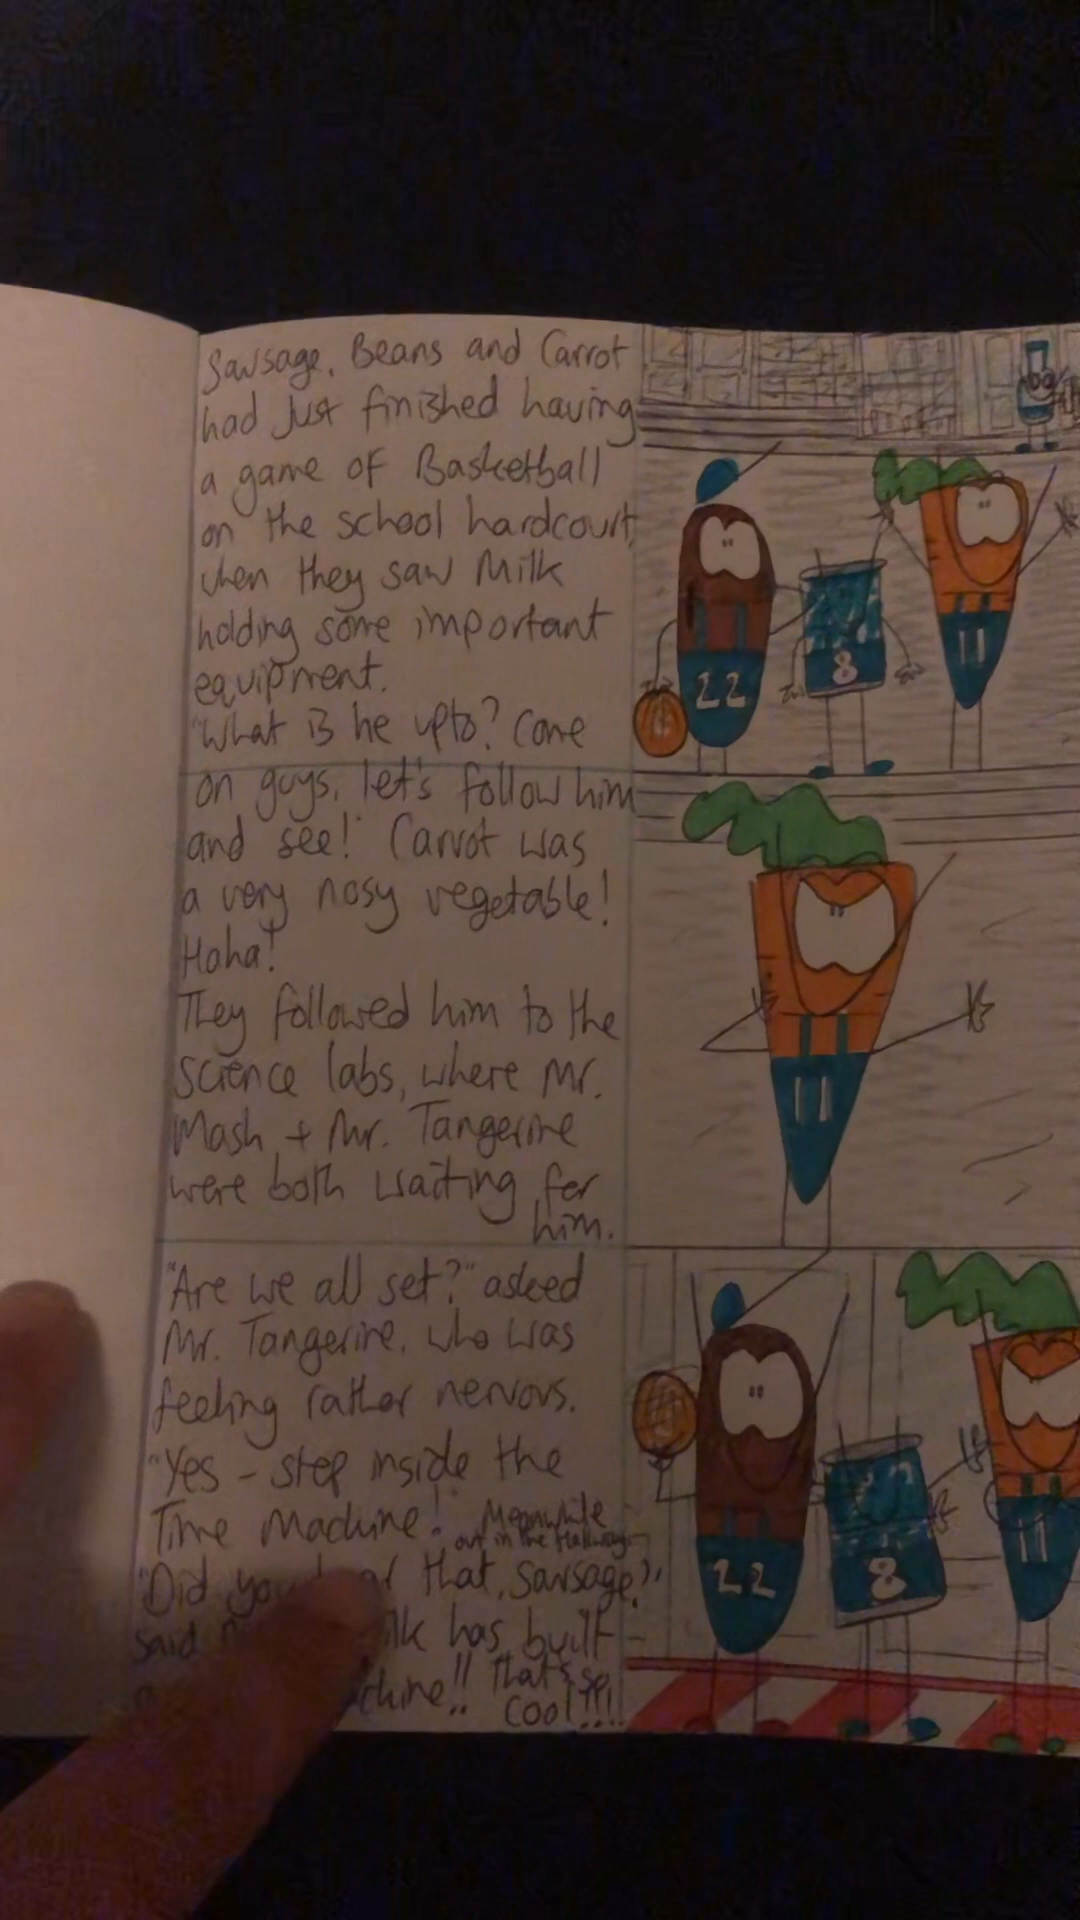 Sausage, Beans and Carrot
had just finished having
a game of Basketball
on the school hardcourt,
when they saw Milk
holding some important
equipment.
"What is he upto? Come
on guys, let's follow him
and see!" Carrot was
a very nosy vegetable!
Haha!
They followed him to the
science labs, where Mr.
Mash + Mr. Tangerine
were both waiting for
him.
"Are we all set?" asked
Mr. Tangerine, who was
feeling rather nervous.
"Yes - step inside the
Time Machine!" Meanwhile
out in the Hallway-
"Did that, Sausage?"
said has built
That's so
cool!!!!
22
8
11
11
22
8
11